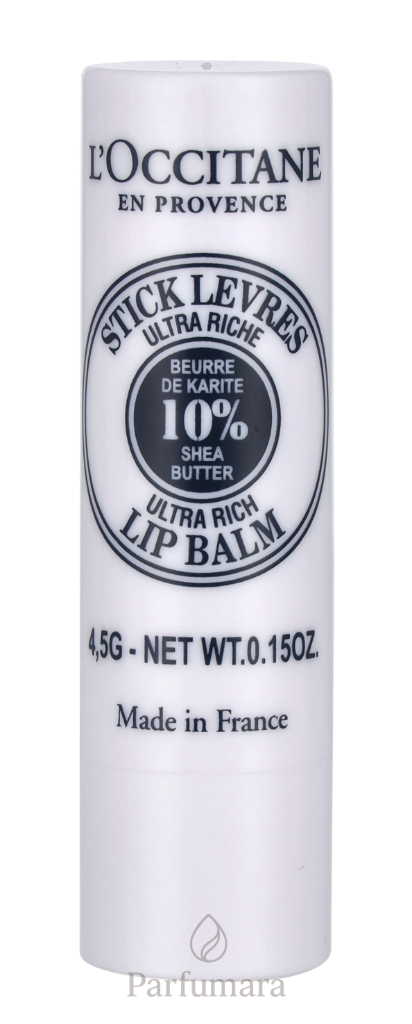 L'OCCITANE
EN PROVENCE
STICK LEVRES
ULTRA RICHE
BEURRE
DE KARITE
10%
SHEA
BUTTER
ULTRA RICH
LIP BALM
4,5G - NET WT.0.15OZ.
Made in France
Parfumara